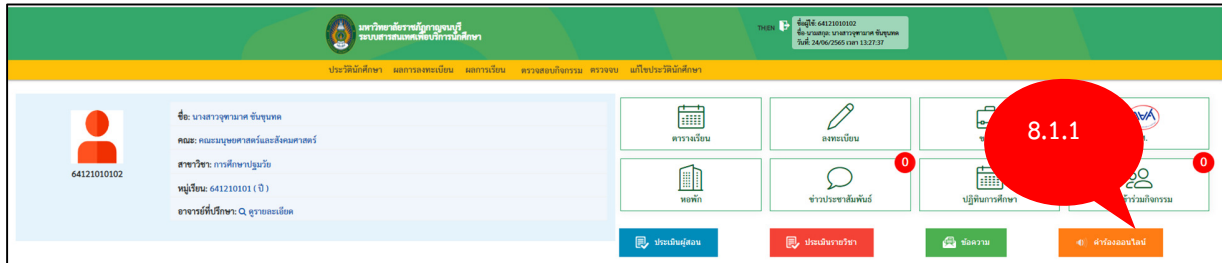 มหาวิทยาลัยราชภัฏกาญจนบุรี
ระบบสารสนเทศเพื่อบริการนักศึกษา
TH|EN
ชื่อผู้ใช้: 64121010102
ชื่อ นามสกุล: นางสาวจุฑามาศ ขันขุนทด
วันที่: 24/06/2565 เวลา 13:27:37
ประวัตินักศึกษา ผลการลงทะเบียน ผลการเรียน ตรวจสอบกิจกรรม ตรวจจบ แก้ไขประวัตินักศึกษา
64121010102
ชื่อ: นางสาวจุฑามาศ ขันขุนทด
คณะ: คณะมนุษยศาสตร์และสังคมศาสตร์
สาขาวิชา: การศึกษาปฐมวัย
หมู่เรียน: 641210101 ( ปี )
อาจารย์ที่ปรึกษา: ดูรายละเอียด
ตารางเรียน
ลงทะเบียน
8.1.1
หอพัก
0
ข่าวประชาสัมพันธ์
ปฏิทินการศึกษา
0
เข้าร่วมกิจกรรม
ประเมินผู้สอน
ประเมินรายวิชา
ข้อความ
คำร้องออนไลน์